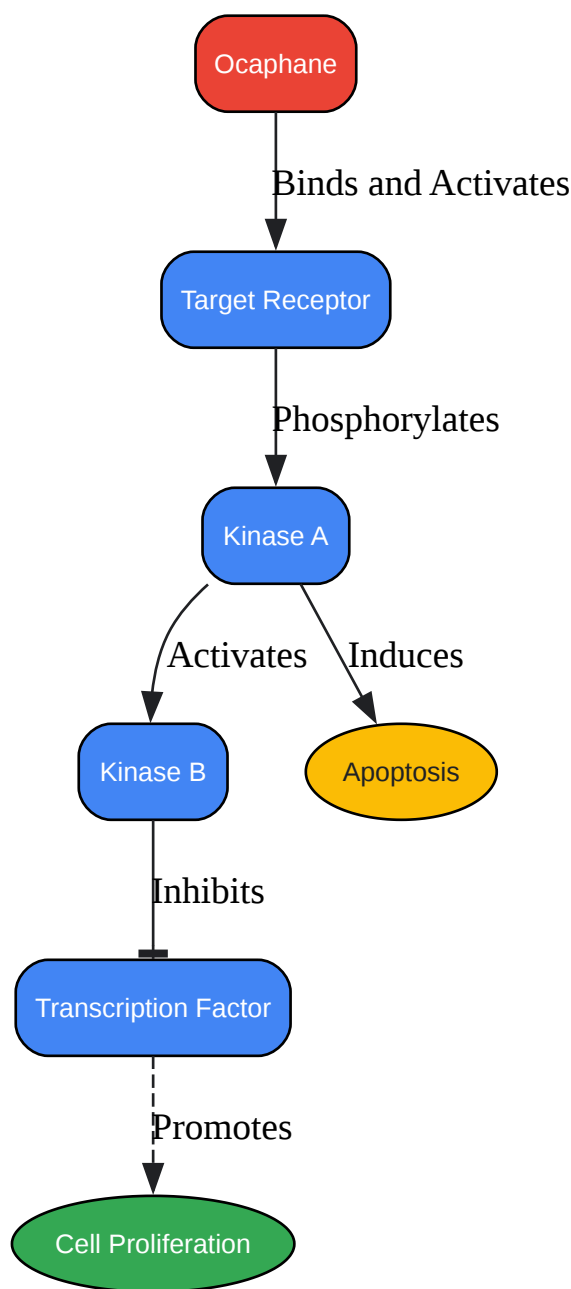 Ocaphane
Binds and Activates
Target Receptor
Phosphorylates
Kinase A
Activates
Induces
Kinase B
Apoptosis
Inhibits
Transcription Factor
Promotes
Cell Proliferation